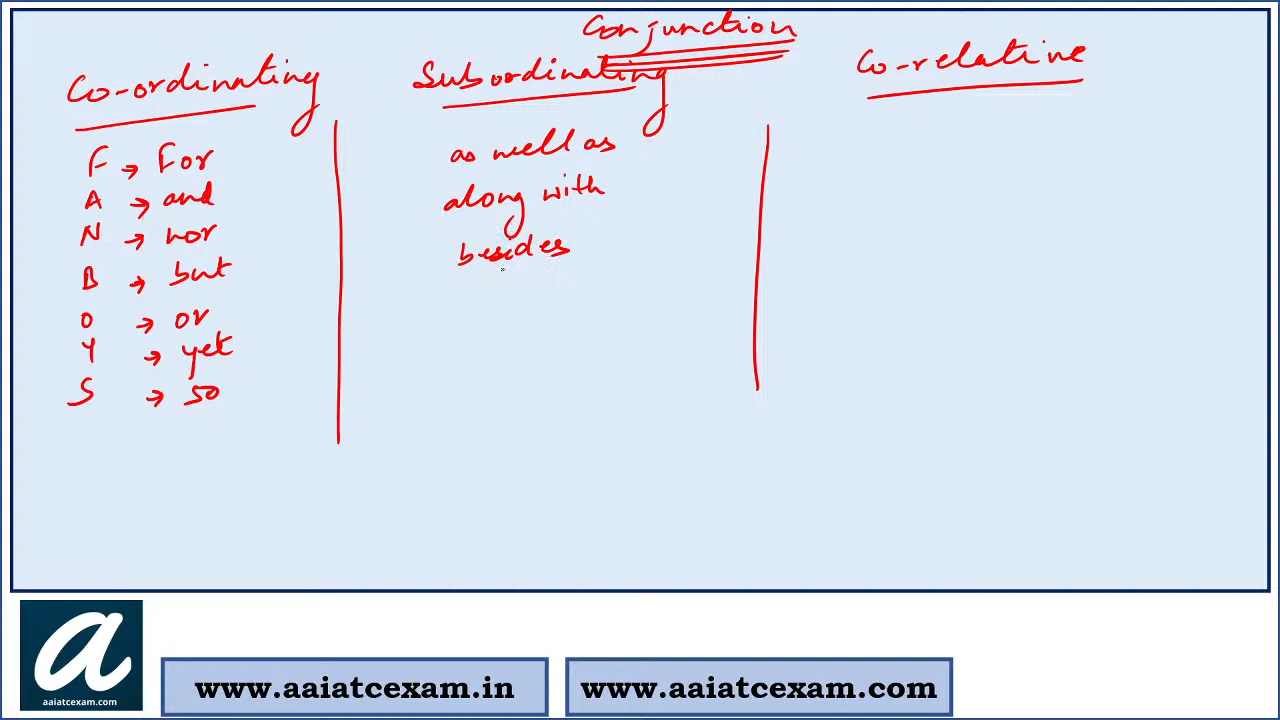 Conjunction
Co-ordinating
F → For
A → and
N → nor
B → but
O → or
Y → yet
S → so
Subordinating
as well as
along with
besides
Co-relative
a
aaiatcexam.com
www.aaiatcexam.in
www.aaiatcexam.com